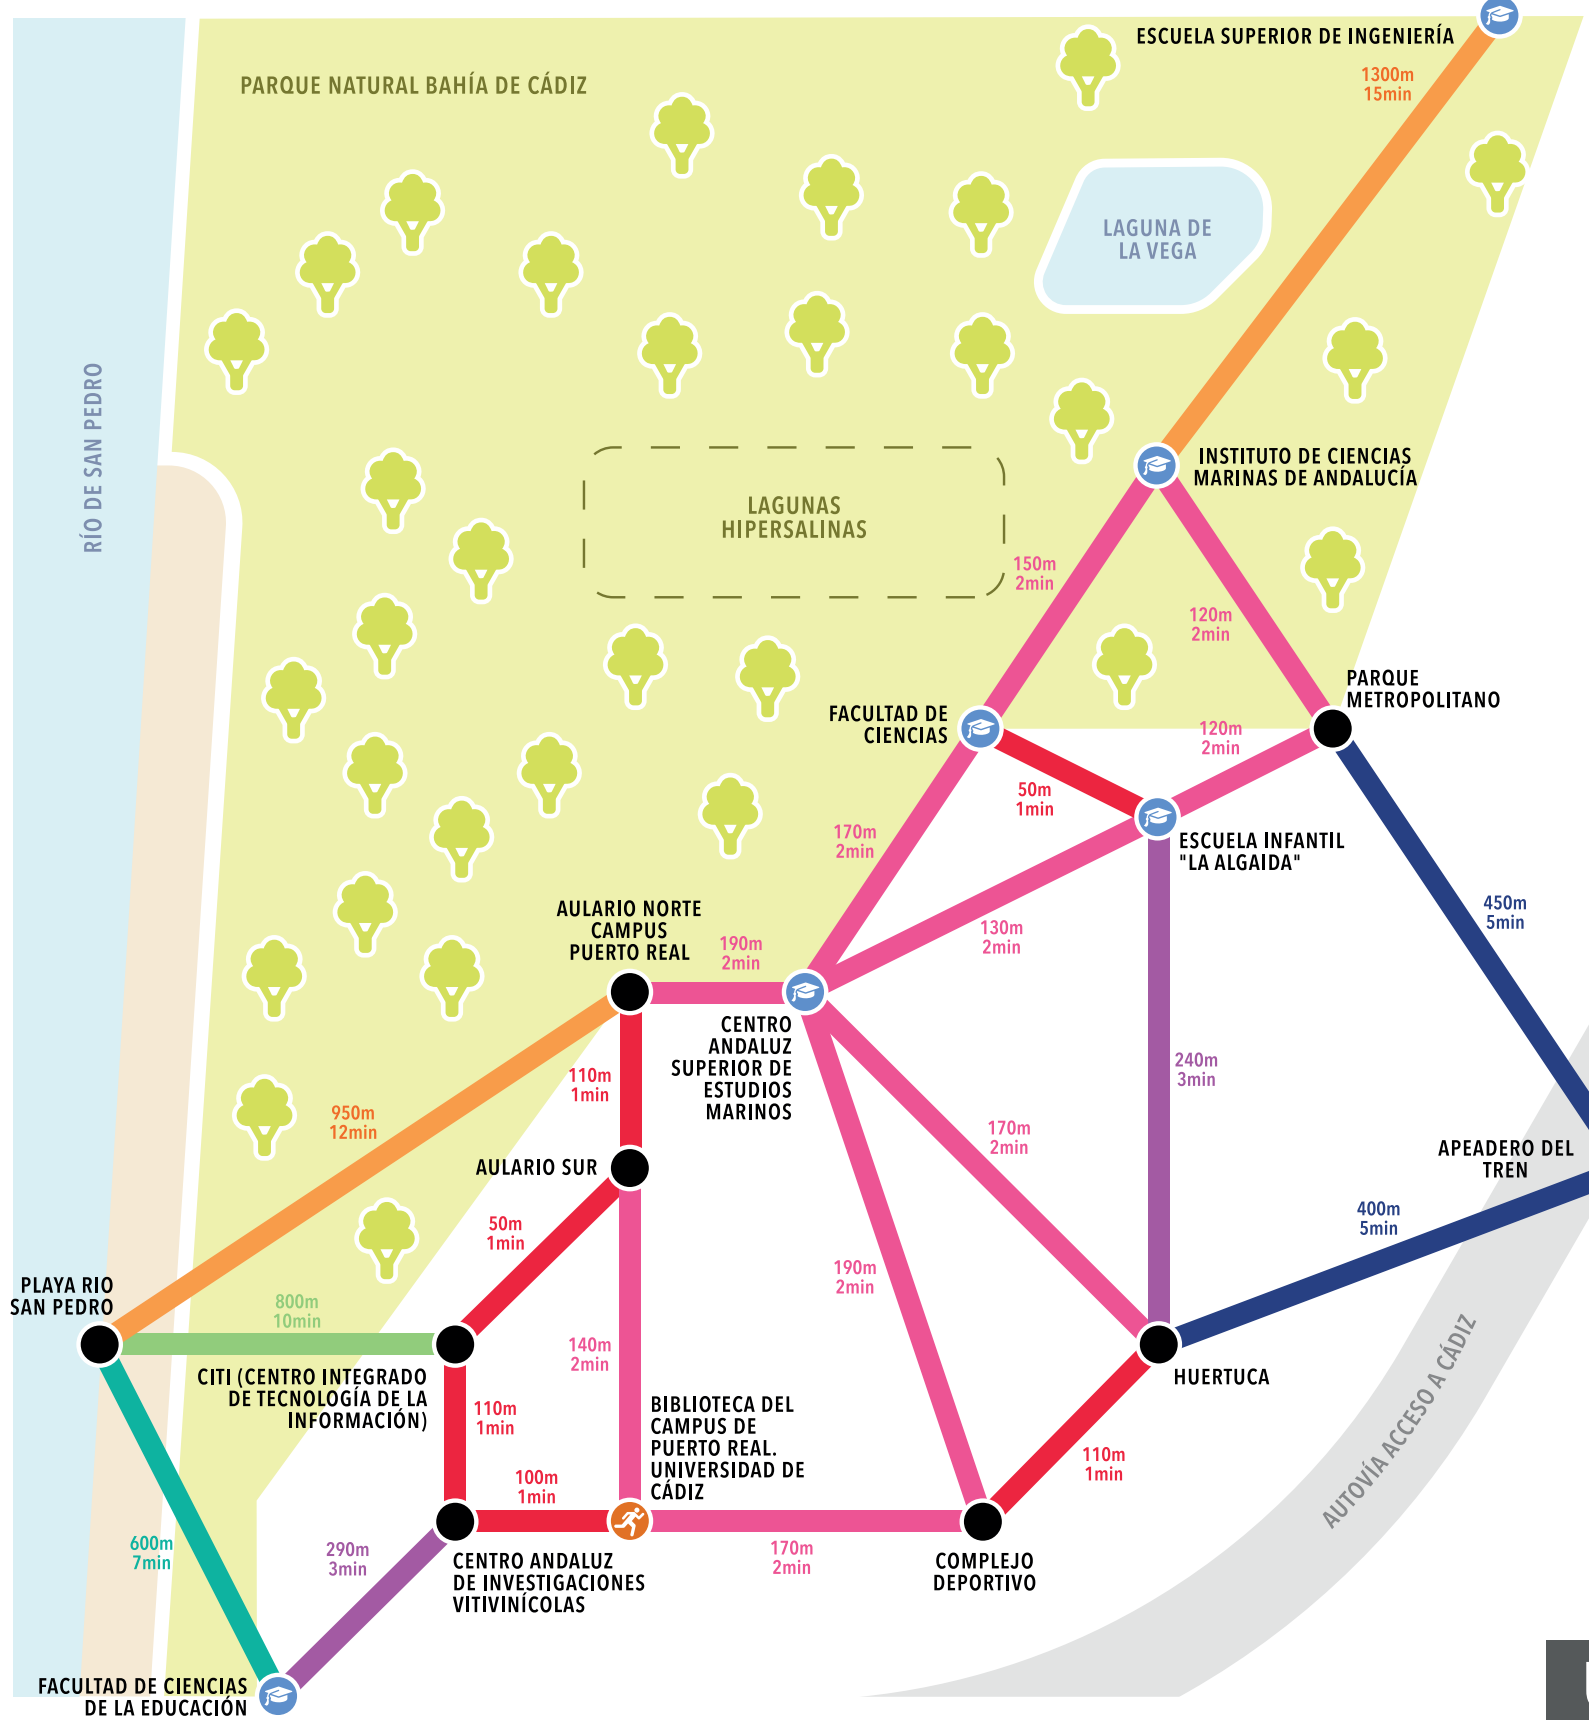 ESCUELA SUPERIOR DE INGENIERÍA
1300m
15min
PARQUE NATURAL BAHÍA DE CÁDIZ
LAGUNA DE
LA VEGA
RÍO DE SAN PEDRO
INSTITUTO DE CIENCIAS
MARINAS DE ANDALUCÍA
LAGUNAS
HIPERSALINAS
150m
2min
120m
2min
PARQUE
METROPOLITANO
FACULTAD DE
CIENCIAS
120m
2min
50m
1min
170m
2min
ESCUELA INFANTIL
"LA ALGAIDA"
450m
5min
AULARIO NORTE
CAMPUS
PUERTO REAL
190m
2min
130m
2min
CENTRO
ANDALUZ
SUPERIOR DE
ESTUDIOS
MARINOS
240m
3min
110m
1min
950m
12min
170m
2min
APEADERO DEL
TREN
AULARIO SUR
50m
1min
400m
5min
190m
2min
PLAYA RIO
SAN PEDRO
800m
10min
140m
2min
CITI (CENTRO INTEGRADO
DE TECNOLOGÍA DE LA
INFORMACIÓN)
HUERTUCA
AUTOVÍA ACCESO A CÁDIZ
110m
1min
BIBLIOTECA DEL
CAMPUS DE
PUERTO REAL.
UNIVERSIDAD DE
CÁDIZ
110m
1min
100m
1min
600m
7min
290m
3min
170m
2min
CENTRO ANDALUZ
DE INVESTIGACIONES
VITIVINÍCOLAS
COMPLEJO
DEPORTIVO
FACULTAD DE CIENCIAS
DE LA EDUCACIÓN